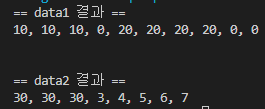 == data1 결과 ==
10, 10, 10, 0, 20, 20, 20, 20, 0, 0
== data2 결과 ==
30, 30, 30, 3, 4, 5, 6, 7